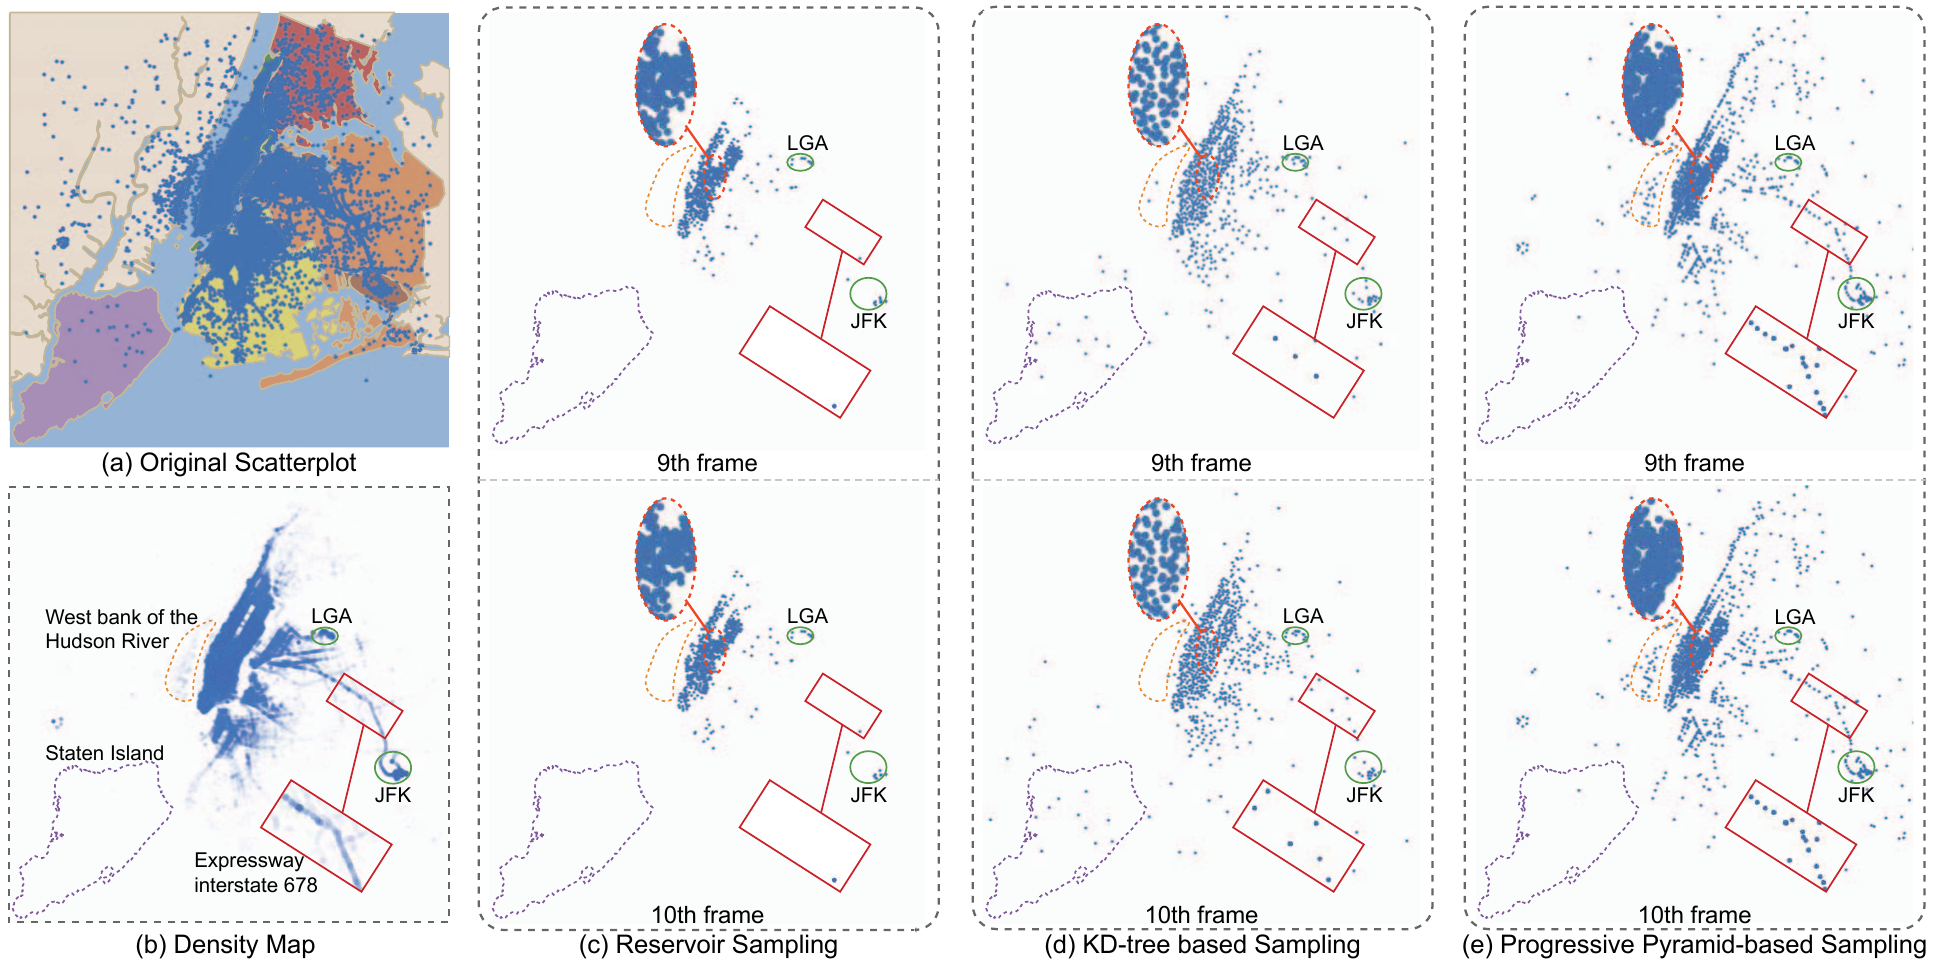 (a) Original Scatterplot
West bank of the
Hudson River
LGA
Staten Island
JFK
Expressway
interstate 678
(b) Density Map
LGA
JFK
9th frame
LGA
JFK
10th frame
(c) Reservoir Sampling
LGA
JFK
9th frame
LGA
JFK
10th frame
(d) KD-tree based Sampling
LGA
JFK
9th frame
LGA
JFK
10th frame
(e) Progressive Pyramid-based Sampling